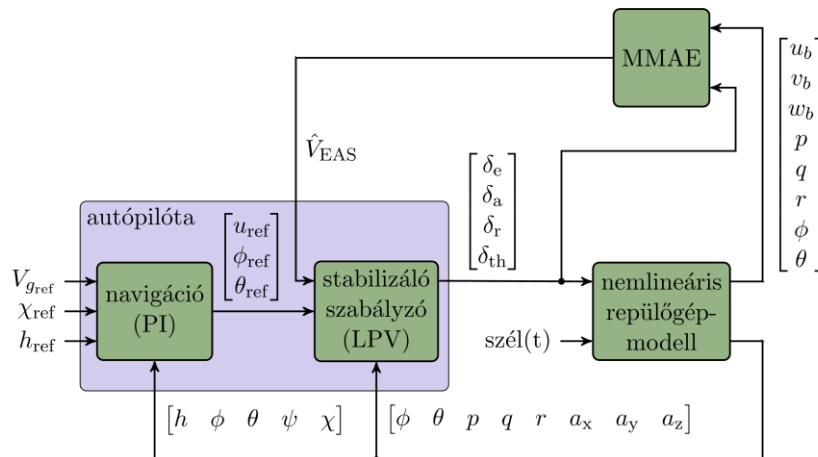 MMAE
u_b
v_b
w_b
p
q
r
ϕ
θ
V̂_EAS
δ_e
δ_a
δ_r
δ_th
autópilóta
u_ref
ϕ_ref
θ_ref
V_g_ref
χ_ref
h_ref
navigáció
(PI)
stabilizáló
szabályzó
(LPV)
nemlineáris
repülőgép-
modell
szél(t)
[h ϕ θ ψ χ]
[ϕ θ p q r a_x a_y a_z]